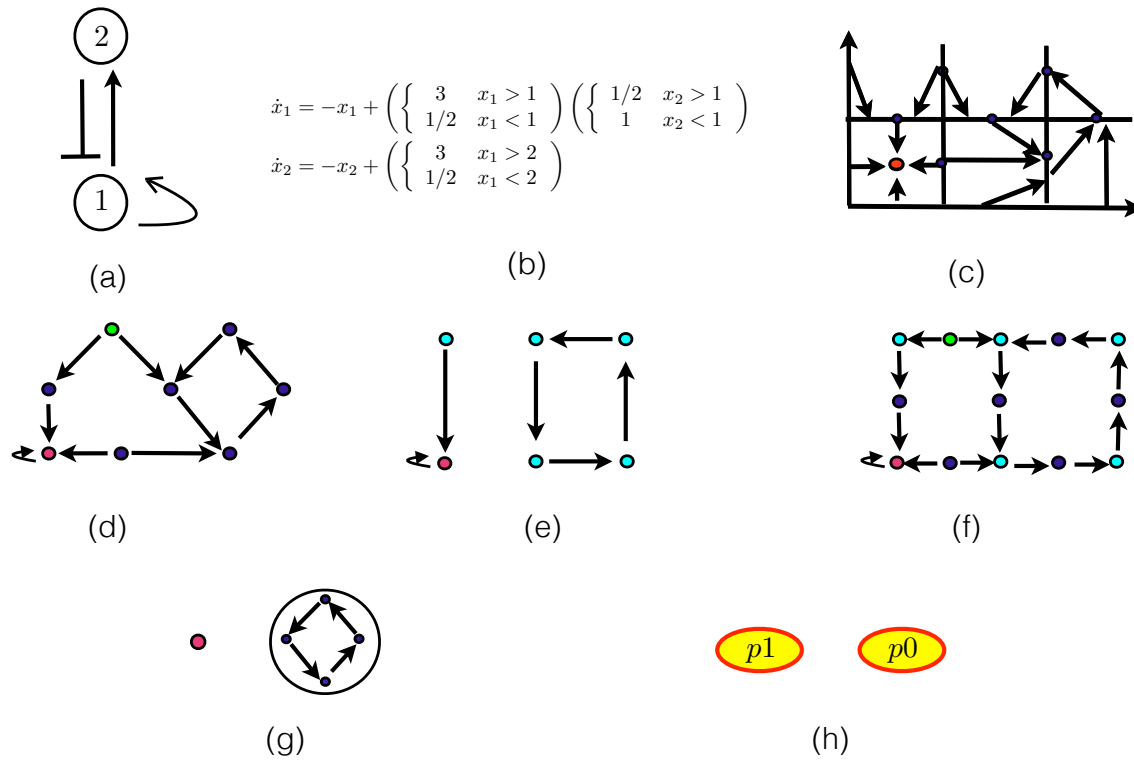 2
1
(a)
ẋ₁ = −x₁ + ( { 3 x₁ > 1
1/2 x₁ < 1 ) ( { 1/2 x₂ > 1
1 x₂ < 1 )
ẋ₂ = −x₂ + ( { 3 x₁ > 2
1/2 x₁ < 2 )
(b)
(c)
(d)
(e)
(f)
(g)
p1
p0
(h)